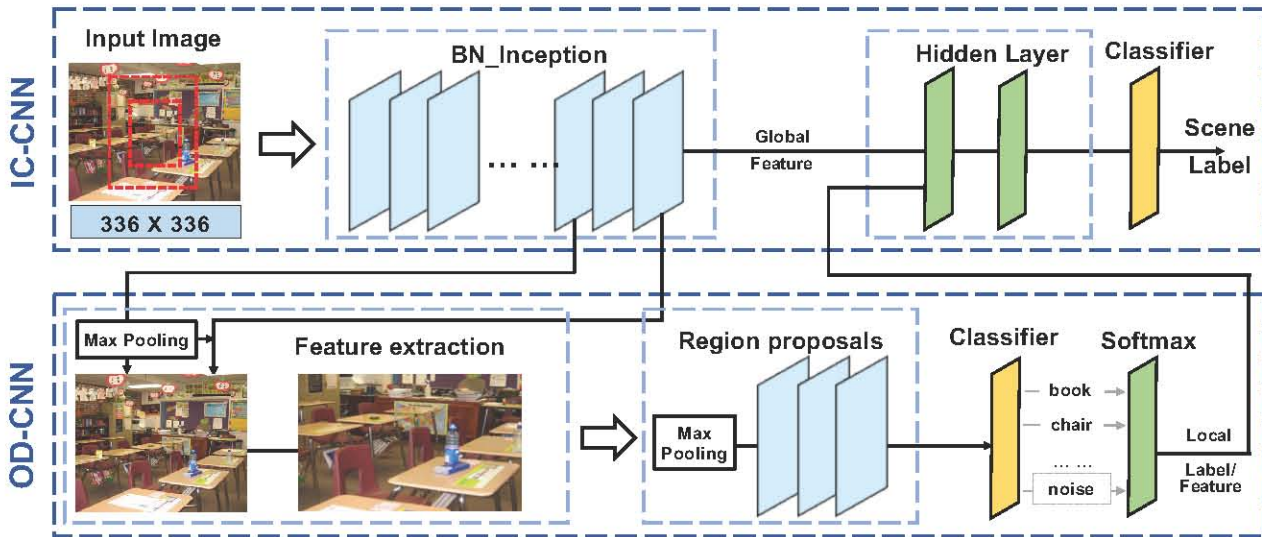 IC-CNN
Input Image
336 X 336
BN_Inception
... ...
Global
Feature
Hidden Layer
Classifier
Scene
Label
OD-CNN
Max Pooling
Feature extraction
Region proposals
Max
Pooling
Classifier
book
chair
... ...
noise
Softmax
Local
Label/
Feature